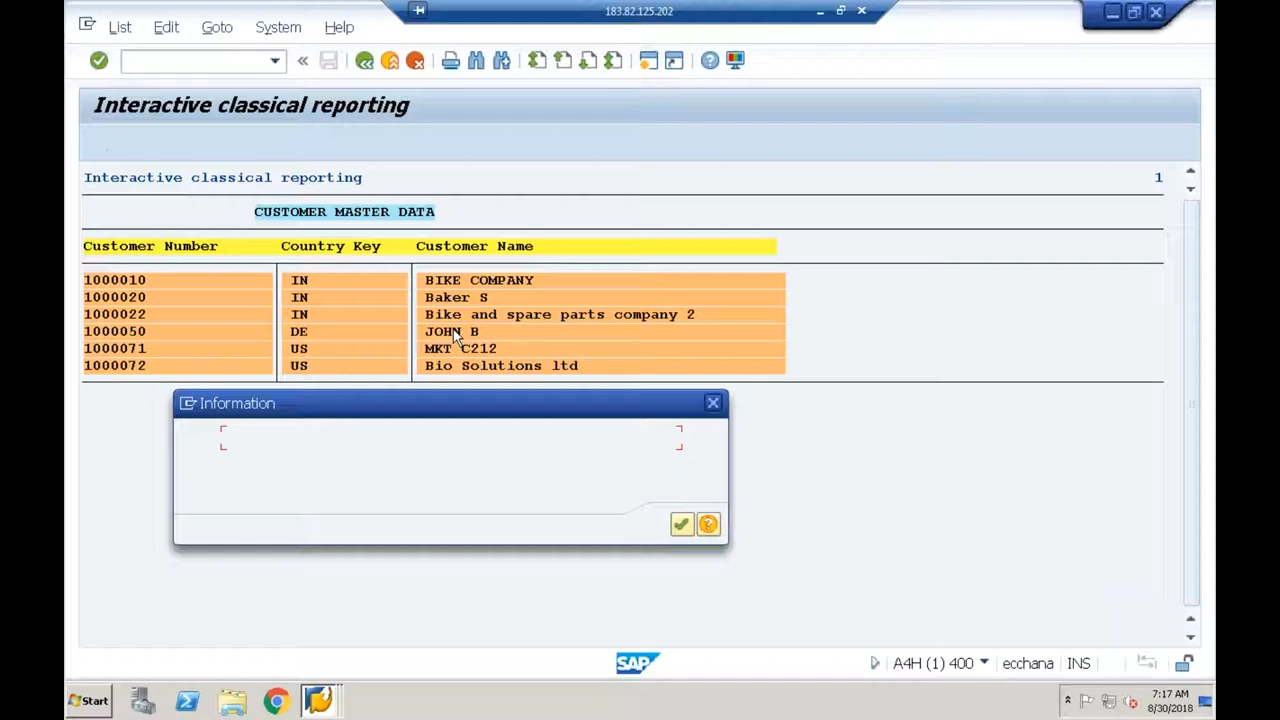 183.82.125.202
List Edit Goto System Help
Interactive classical reporting
Interactive classical reporting 1
CUSTOMER MASTER DATA
Customer Number Country Key Customer Name
1000010 IN BIKE COMPANY
1000020 IN Baker S
1000022 IN Bike and spare parts company 2
1000050 DE JOHN B
1000071 US MKT C212
1000072 US Bio Solutions ltd
Information
SAP A4H (1) 400 ecchana INS
Start 7:17 AM
8/30/2018